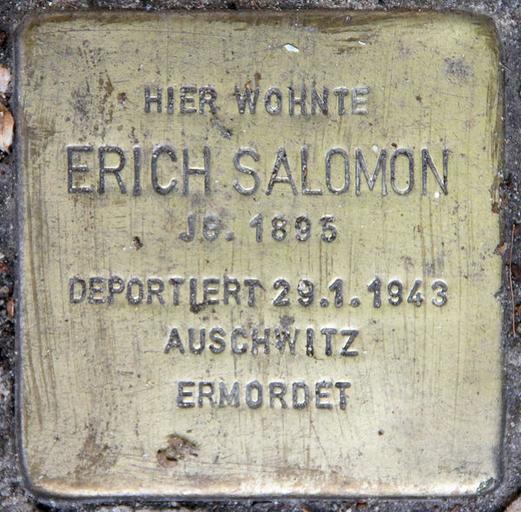 HIER WOHNTE
ERICH SALOMON
JG. 1895
DEPORTIERT 29.1.1943
AUSCHWITZ
ERMORDET